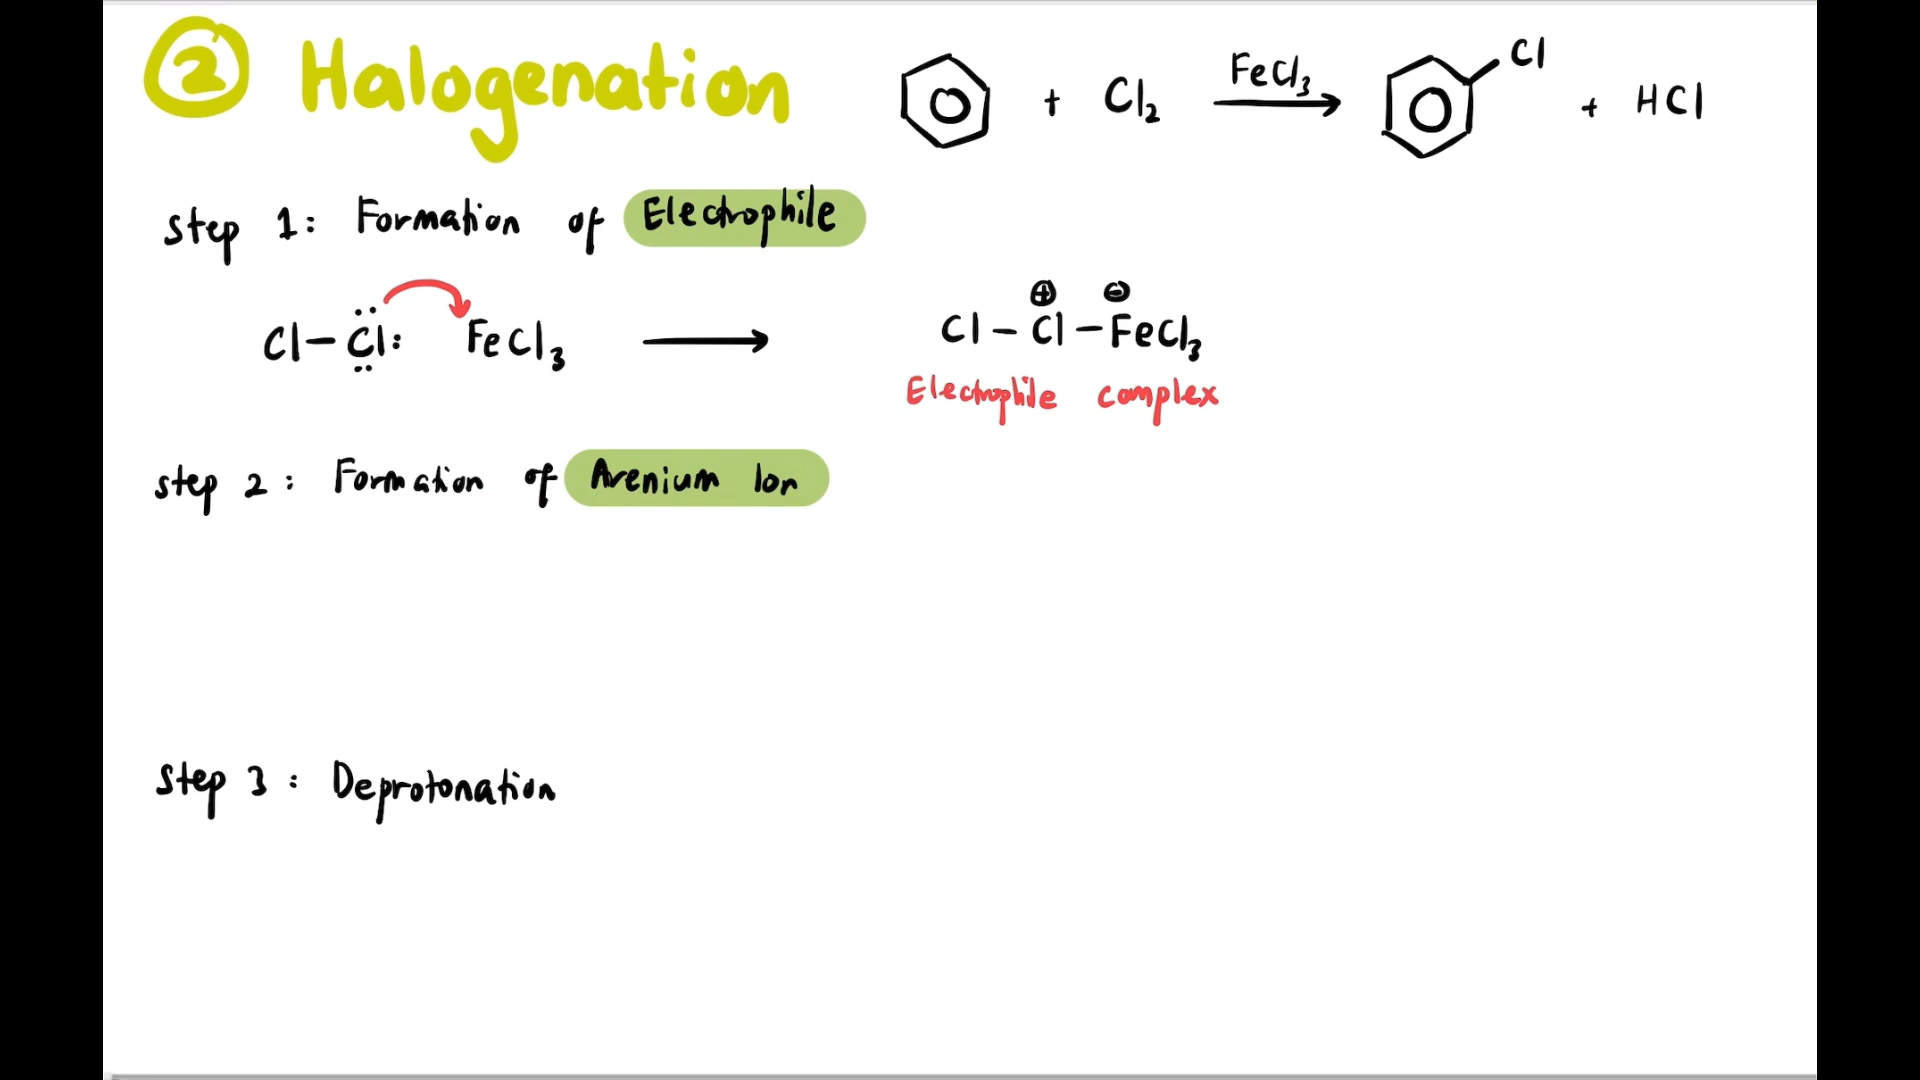 ② Halogenation
+ Cl₂ FeCl₃ → Cl + HCl
step 1: Formation of Electrophile
Cl–Cl: FeCl₃ → Cl–Cl–FeCl₃
⊕ ⊖
Electrophile complex
step 2: Formation of Arenium Ion
step 3: Deprotonation